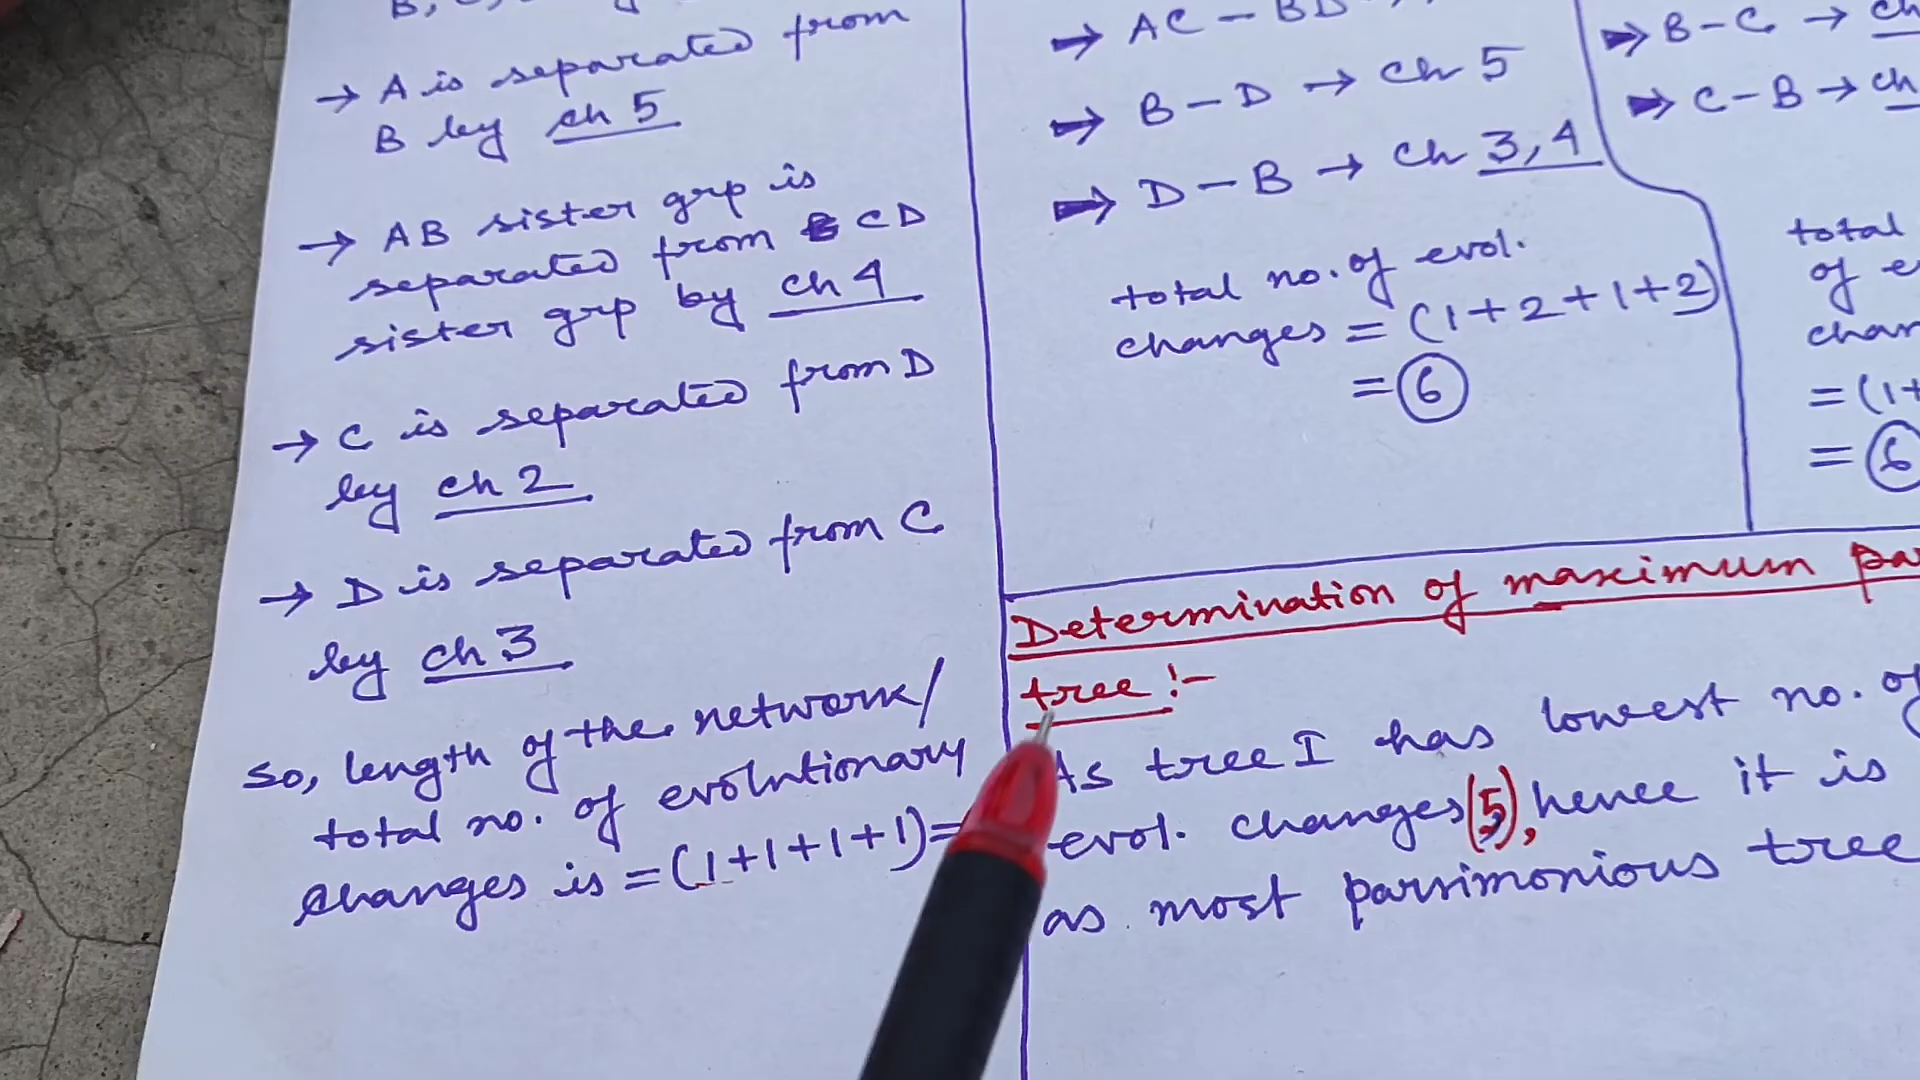 → A is separated from
B by ch 5
→ AB sister grp is
separated from CD
sister grp by ch 4
→ C is separated from D
by ch 2
→ D is separated from C
by ch 3
So, length of the network/
total no. of evolutionary
changes is = (1+1+1+1+1)=
→ AC - BD
→ B - D → ch 5
→ D - B → ch 3,4
total no. of evol.
changes = (1+2+1+2)
= 6
→ B-C → ch
→ C-B → ch
total
of e
chan
= (1+
= 6
Determination of maximum pa
tree :-
As tree I has lowest no. of
evol. changes (5), hence it is
as most parsimonious tree